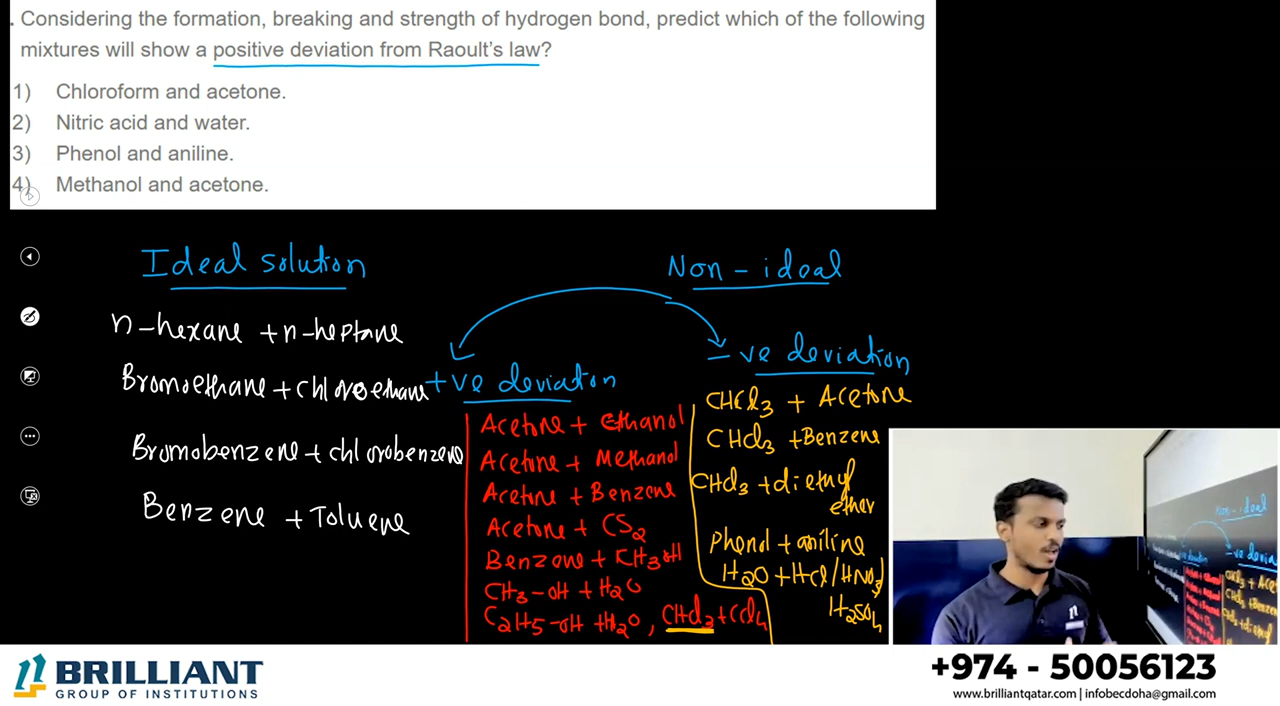 . Considering the formation, breaking and strength of hydrogen bond, predict which of the following
mixtures will show a positive deviation from Raoult's law?
1) Chloroform and acetone.
2) Nitric acid and water.
3) Phenol and aniline.
4) Methanol and acetone.
Ideal solution
n-hexane + n-heptane
Bromoethane + chloroethane
Bromobenzene + chlorobenzene
Benzene + Toluene
Non-ideal
+ve deviation
Acetone + Ethanol
Acetone + Methanol
Acetone + Benzene
Acetone + CS2
Benzene + CH3OH
CH3-OH + H2O
C2H5-OH + H2O, CHCl3 + CCl4
-ve deviation
CHCl3 + Acetone
CHCl3 + Benzene
CHCl3 + diethyl
ether
Phenol + aniline
H2O + HCl/HNO3
H2SO4
BRILLIANT
GROUP OF INSTITUTIONS
+974 - 50056123
www.brilliantqatar.com | infobecdoha@gmail.com